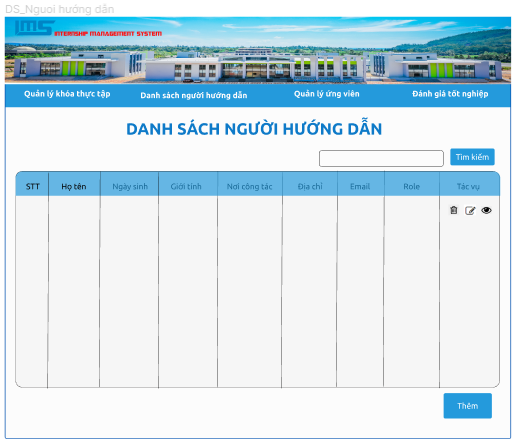 DS_Nguoi hướng dẫn
IMS INTERNSHIP MANAGEMENT SYSTEM
Quản lý khóa thực tập Danh sách người hướng dẫn Quản lý ứng viên Đánh giá tốt nghiệp
DANH SÁCH NGƯỜI HƯỚNG DẪN
Tìm kiếm
STT Họ tên Ngày sinh Giới tính Nơi công tác Địa chỉ Email Role Tác vụ
Thêm